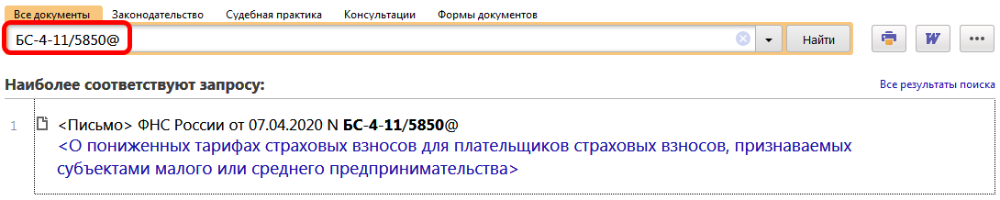 Все документы Законодательство Судебная практика Консультации Формы документов
БС-4-11/5850@ Найти W
Наиболее соответствуют запросу: Все результаты поиска
1 <Письмо> ФНС России от 07.04.2020 N БС-4-11/5850@
<О пониженных тарифах страховых взносов для плательщиков страховых взносов, признаваемых
субъектами малого или среднего предпринимательства>